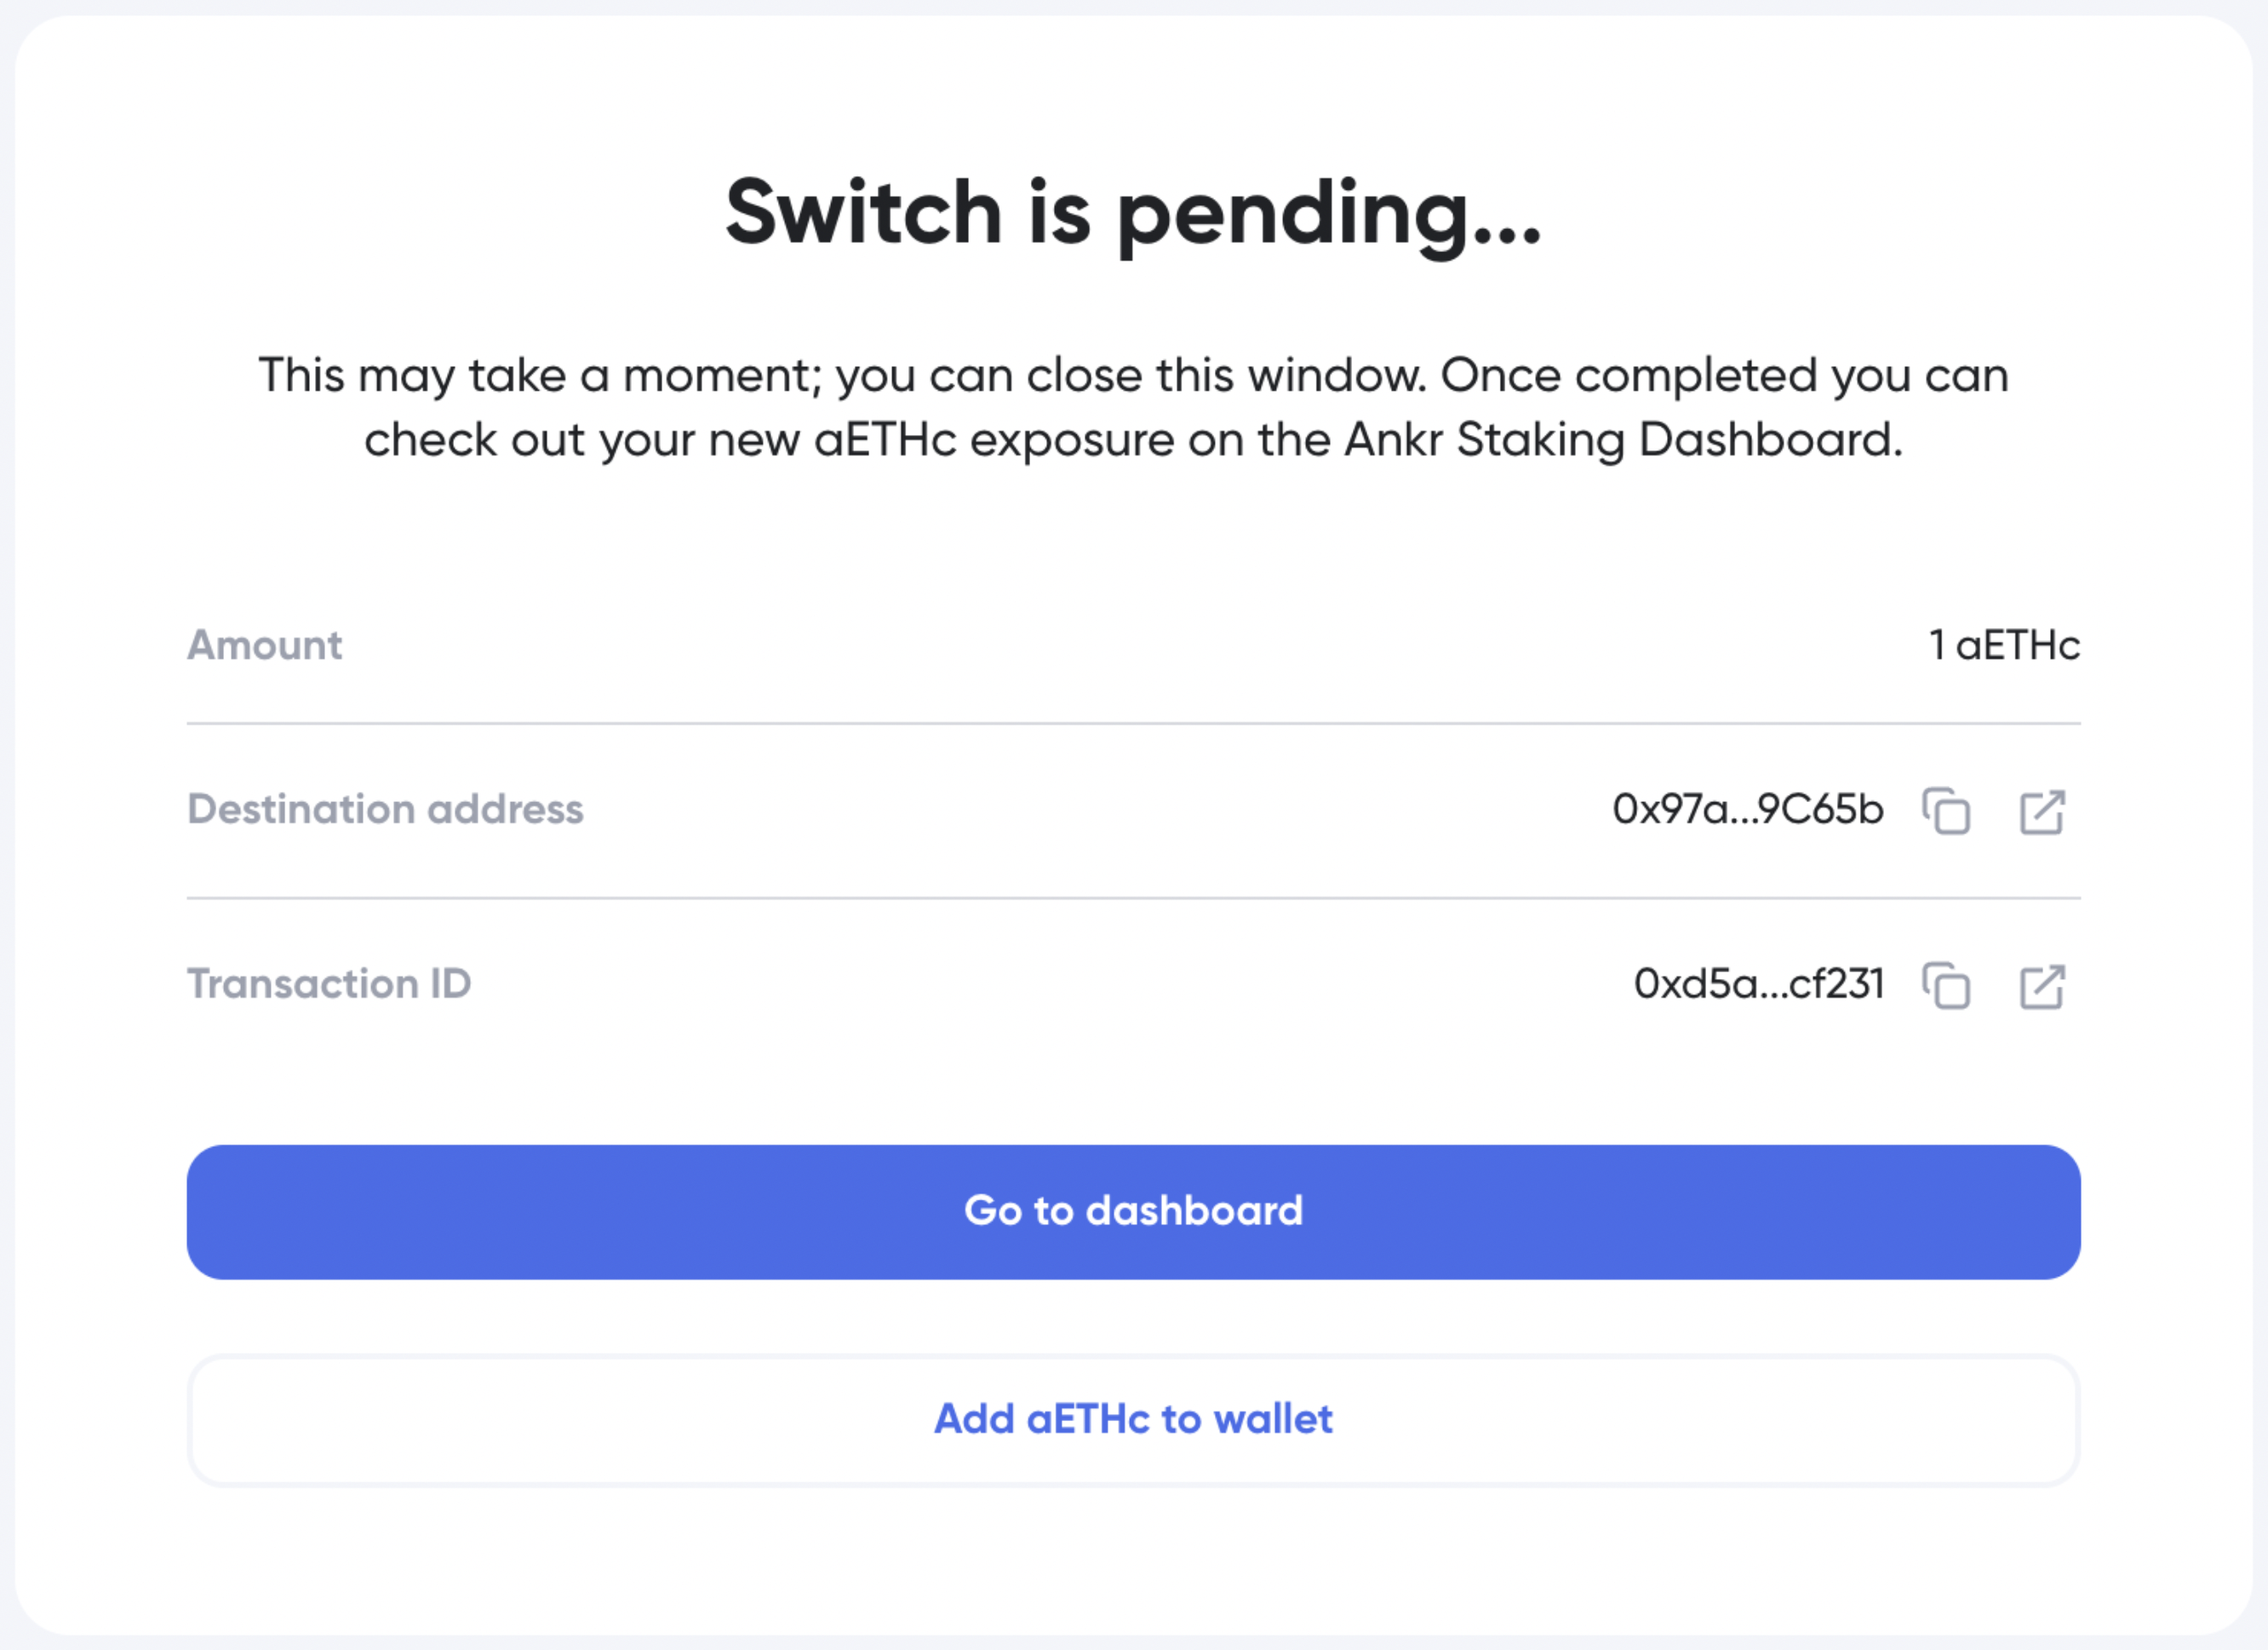 Switch is pending...
This may take a moment; you can close this window. Once completed you can
check out your new aETHc exposure on the Ankr Staking Dashboard.
Amount 1 aETHc
Destination address 0x97a...9C65b
Transaction ID 0xd5a...cf231
Go to dashboard
Add aETHc to wallet